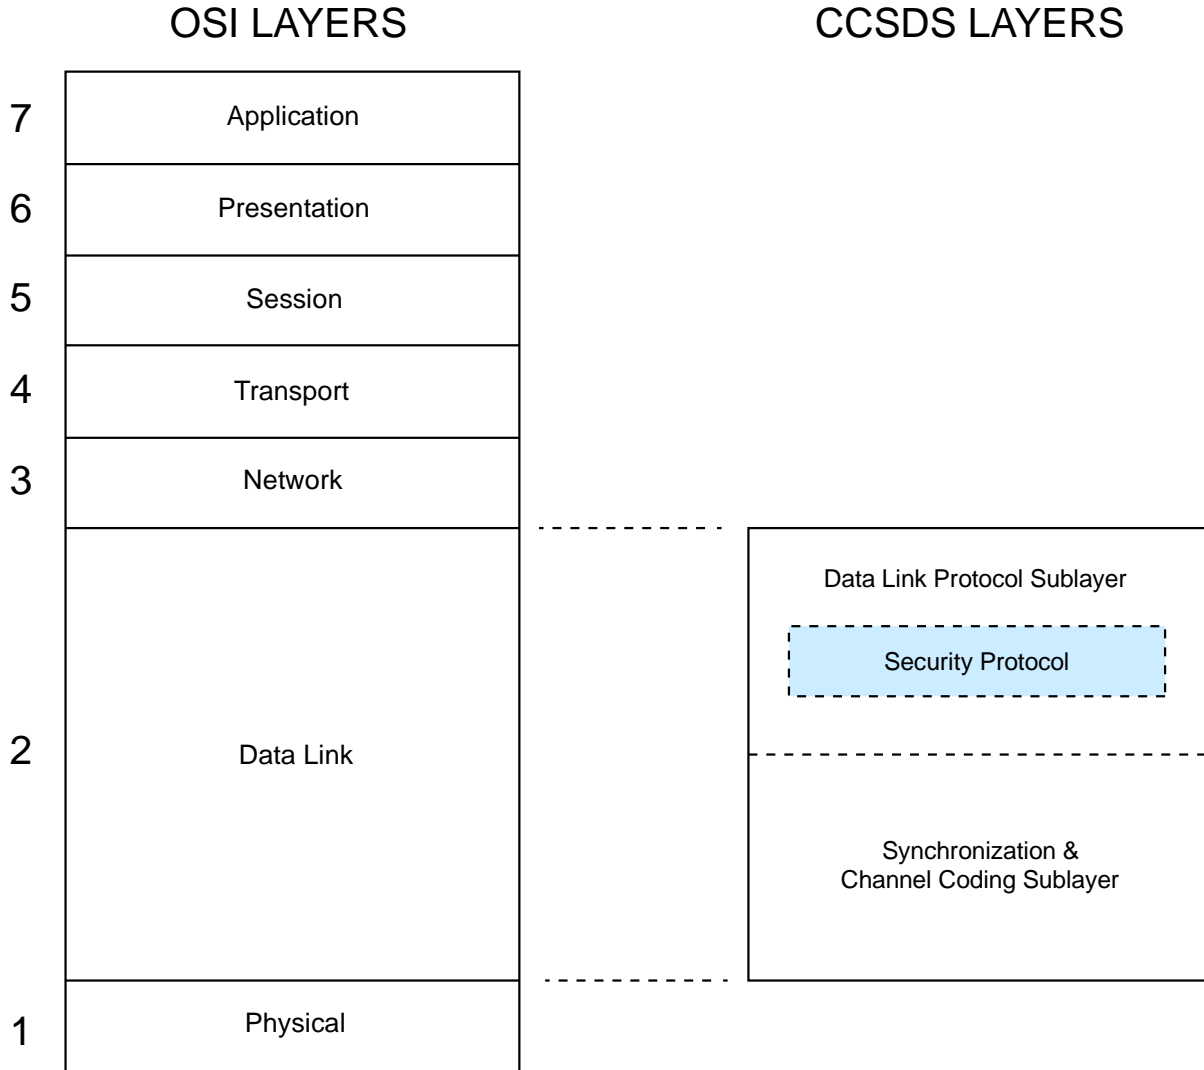 OSI LAYERS
CCSDS LAYERS
7
Application
6
Presentation
5
Session
4
Transport
3
Network
Data Link Protocol Sublayer
Security Protocol
2
Data Link
Synchronization &
Channel Coding Sublayer
1
Physical